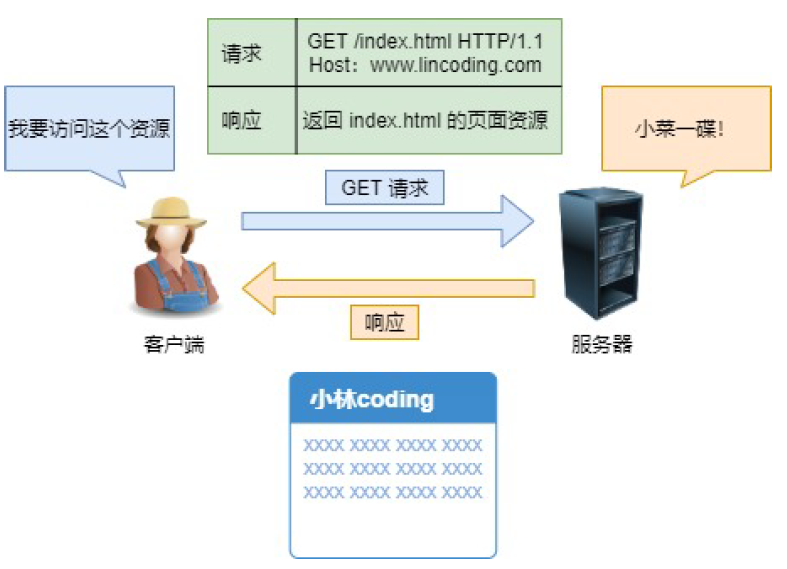 请求
GET /index.html HTTP/1.1
Host：www.lincoding.com
响应
返回 index.html 的页面资源
我要访问这个资源
小菜一碟！
GET 请求
响应
客户端
服务器
小林coding
XXXX XXXX XXXX XXXX
XXXX XXXX XXXX XXXX
XXXX XXXX XXXX XXXX